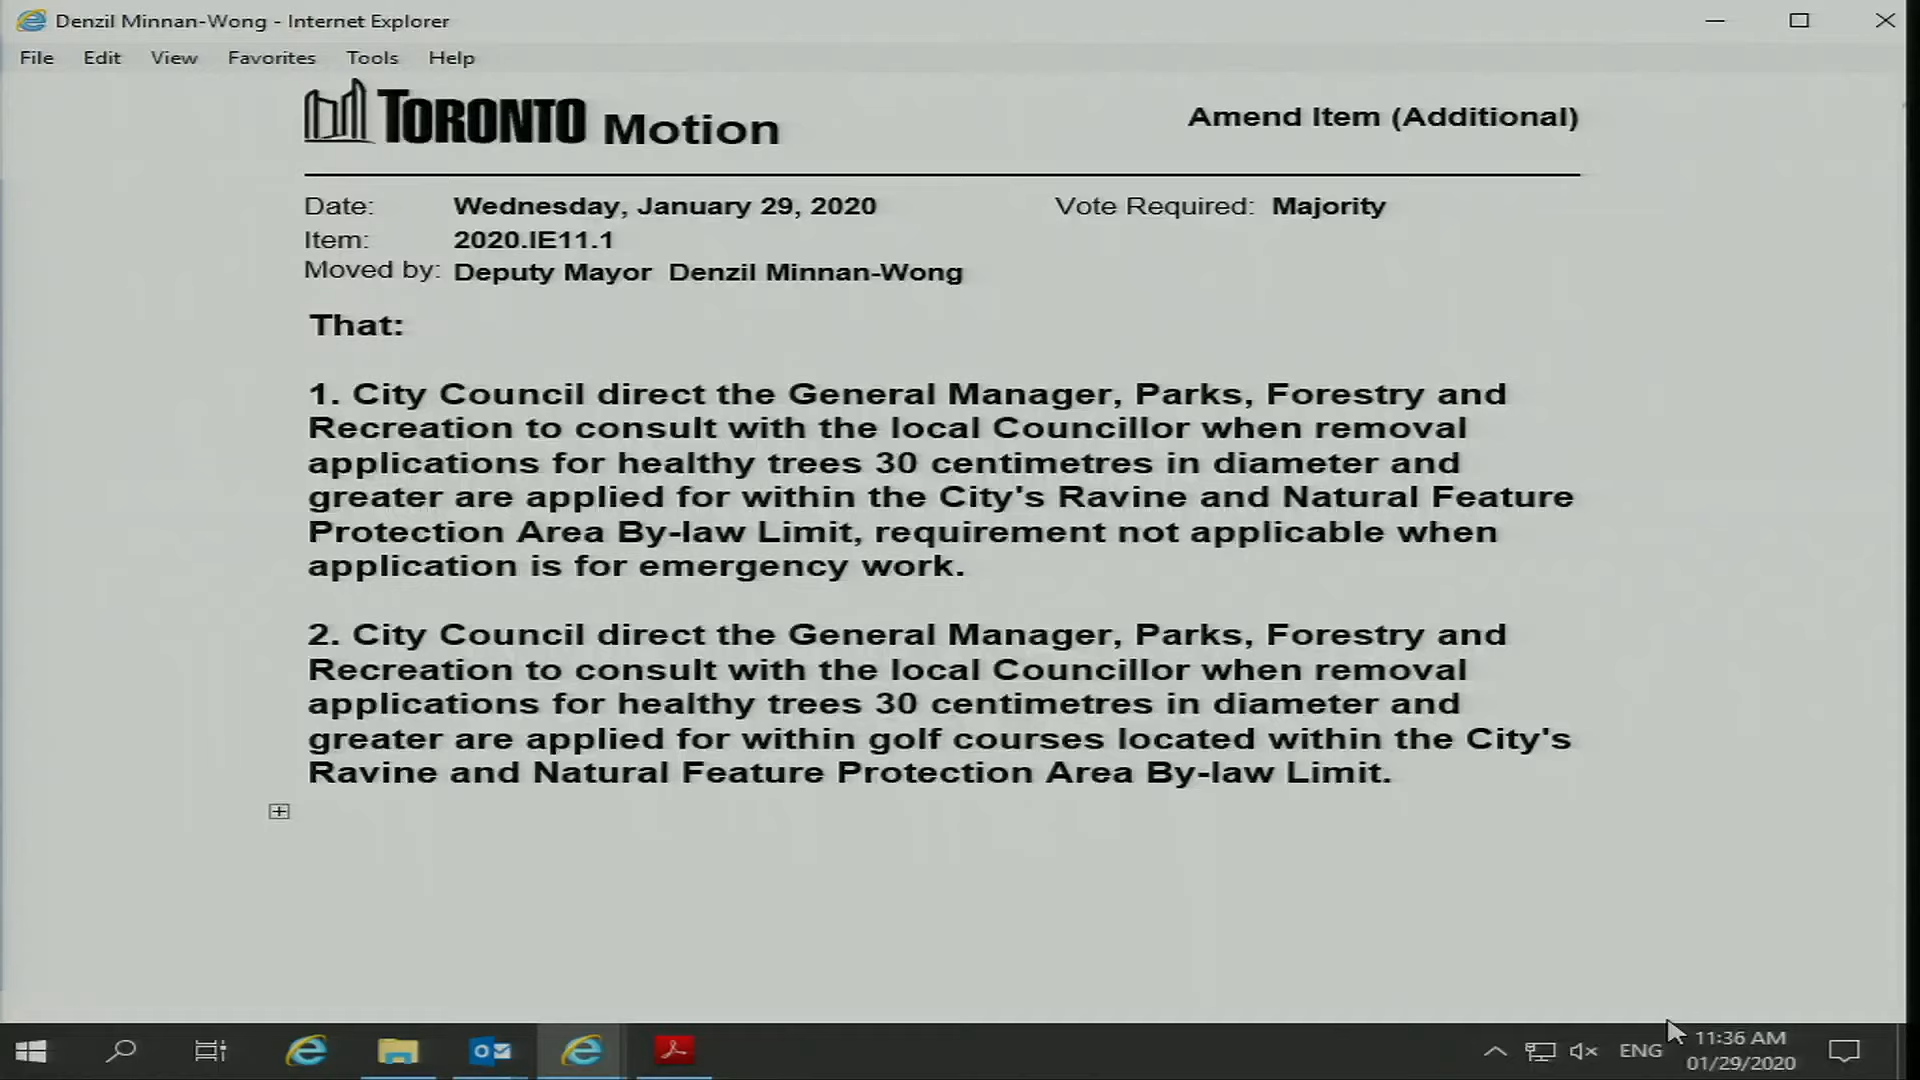 Denzil Minnan-Wong - Internet Explorer
File Edit View Favorites Tools Help
TORONTO Motion
Amend Item (Additional)
Date: Wednesday, January 29, 2020 Vote Required: Majority
Item: 2020.IE11.1
Moved by: Deputy Mayor Denzil Minnan-Wong
That:
1. City Council direct the General Manager, Parks, Forestry and
Recreation to consult with the local Councillor when removal
applications for healthy trees 30 centimetres in diameter and
greater are applied for within the City's Ravine and Natural Feature
Protection Area By-law Limit, requirement not applicable when
application is for emergency work.
2. City Council direct the General Manager, Parks, Forestry and
Recreation to consult with the local Councillor when removal
applications for healthy trees 30 centimetres in diameter and
greater are applied for within golf courses located within the City's
Ravine and Natural Feature Protection Area By-law Limit.
ENG 11:36 AM
01/29/2020